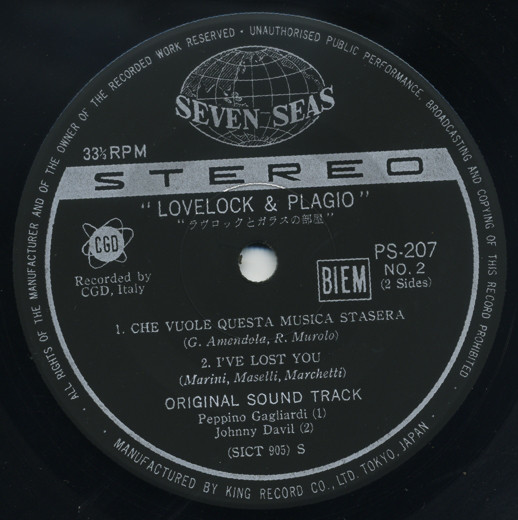 ALL RIGHTS OF THE MANUFACTURER AND OF THE OWNER OF THE RECORDED WORK RESERVED · UNAUTHORISED PUBLIC PERFORMANCE, BROADCASTING AND COPYING OF THIS RECORD PROHIBITED
SEVEN SEAS
33⅓ RPM
STEREO
"LOVELOCK & PLAGIO"
"ラヴロックとガラスの部屋"
CGD
Recorded by
CGD, Italy
BIEM
PS-207
NO. 2
(2 Sides)
1. CHE VUOLE QUESTA MUSICA STASERA
(G. Amendola, R. Murolo)
2. I'VE LOST YOU
(Marini, Maselli, Marchetti)
ORIGINAL SOUND TRACK
Peppino Gagliardi (1)
Johnny Davil (2)
(SICT 905) S
· MANUFACTURED BY KING RECORD CO., LTD. TOKYO, JAPAN ·